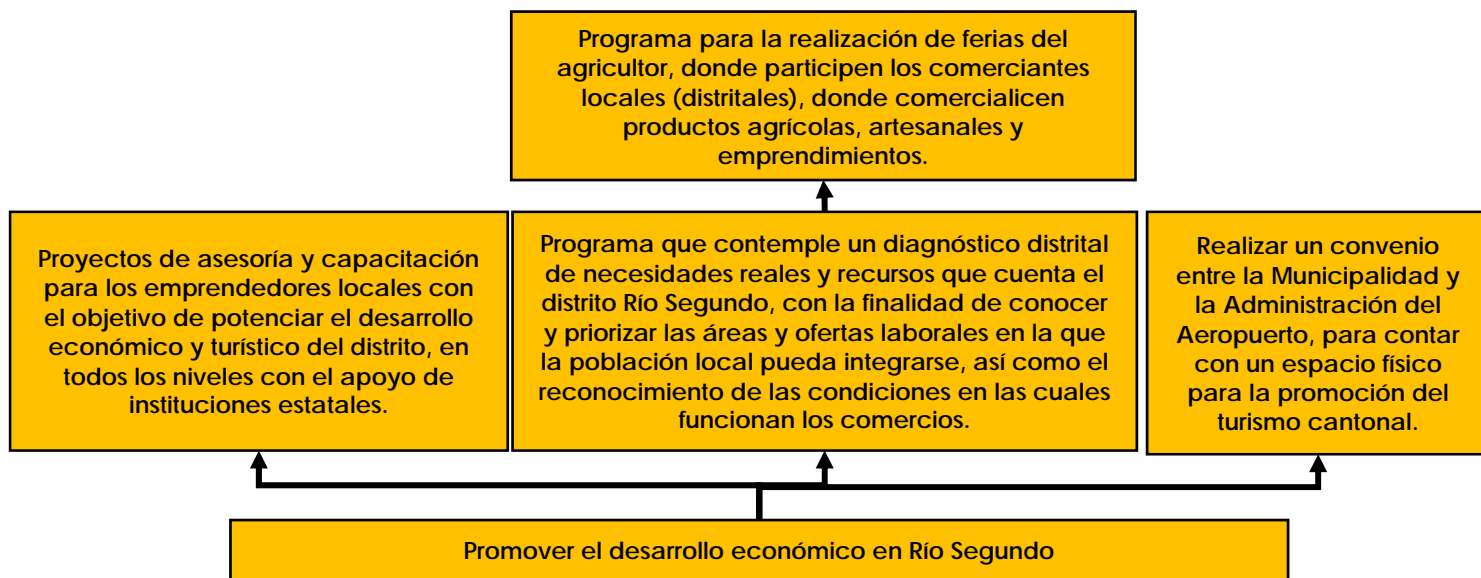 Programa para la realización de ferias del
agricultor, donde participen los comerciantes
locales (distritales), donde comercialicen
productos agrícolas, artesanales y
emprendimientos.
Proyectos de asesoría y capacitación
para los emprendedores locales con
el objetivo de potenciar el desarrollo
económico y turístico del distrito, en
todos los niveles con el apoyo de
instituciones estatales.
Programa que contemple un diagnóstico distrital
de necesidades reales y recursos que cuenta el
distrito Río Segundo, con la finalidad de conocer
y priorizar las áreas y ofertas laborales en la que
la población local pueda integrarse, así como el
reconocimiento de las condiciones en las cuales
funcionan los comercios.
Realizar un convenio
entre la Municipalidad y
la Administración del
Aeropuerto, para contar
con un espacio físico
para la promoción del
turismo cantonal.
Promover el desarrollo económico en Río Segundo